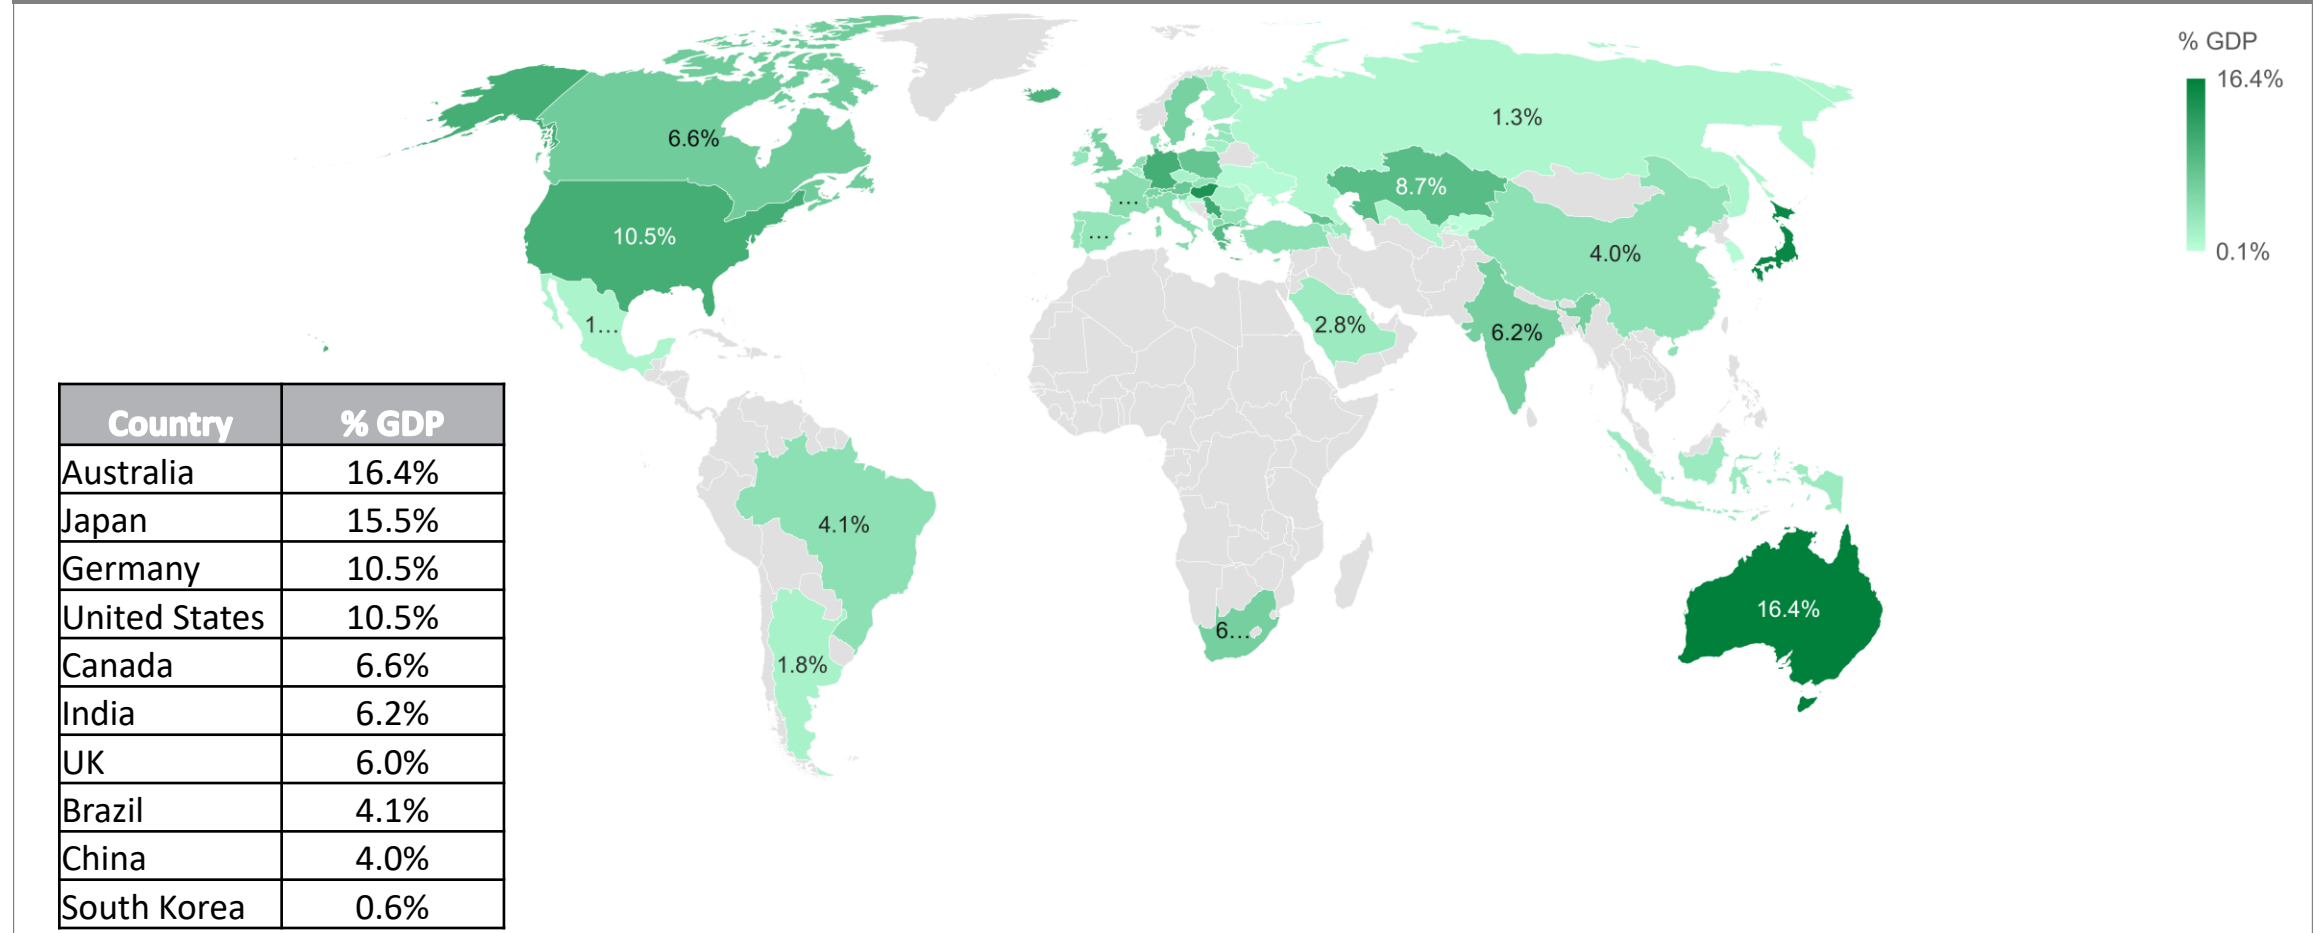 % GDP
16.4%
0.1%
6.6%
1.3%
8.7%
10.5%
...
...
4.0%
1...
2.8%
6.2%
4.1%
6...
16.4%
1.8%
Country % GDP
Australia 16.4%
Japan 15.5%
Germany 10.5%
United States 10.5%
Canada 6.6%
India 6.2%
UK 6.0%
Brazil 4.1%
China 4.0%
South Korea 0.6%